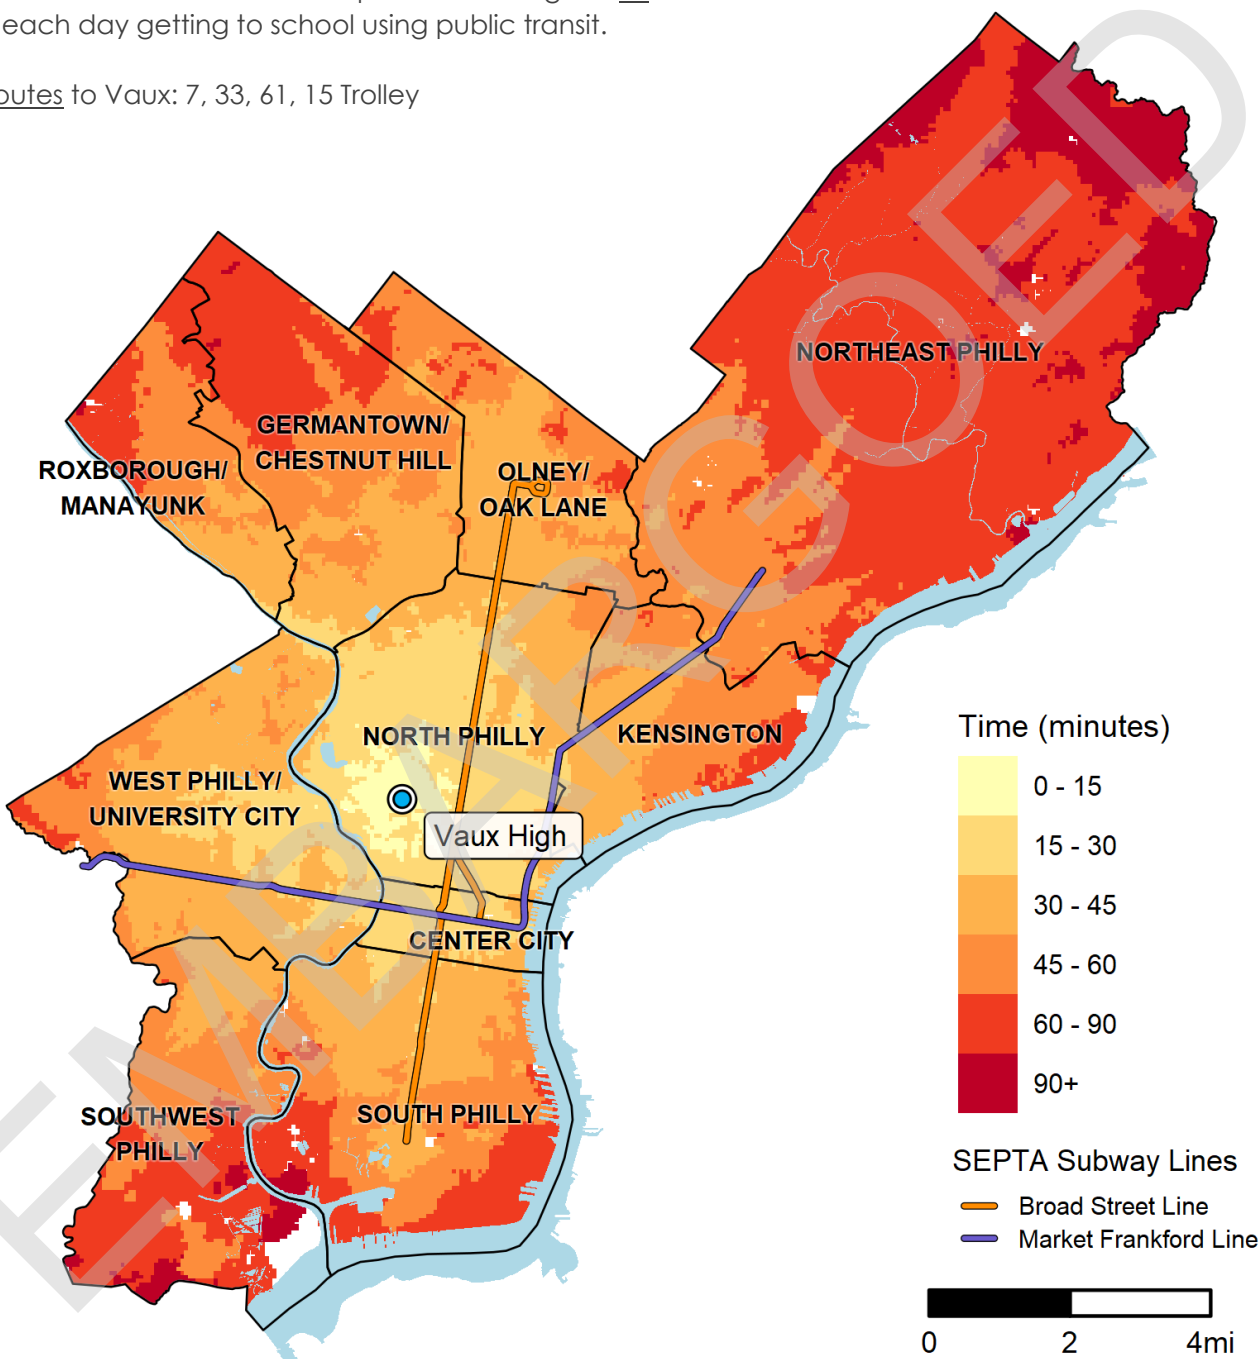 each day getting to school using public transit.
to Vaux: 7, 33, 61, 15 Trolley
NORTHEAST PHILLY
GERMANTOWN/
CHESTNUT HILL
ROXBOROUGH/
MANAYUNK
OLNEY/
OAK LANE
NORTH PHILLY
KENSINGTON
WEST PHILLY/
UNIVERSITY CITY
Vaux High
CENTER CITY
SOUTHWEST
PHILLY
SOUTH PHILLY
Time (minutes)
0 - 15
15 - 30
30 - 45
45 - 60
60 - 90
90+
SEPTA Subway Lines
Broad Street Line
Market Frankford Line
0 2 4mi
EMBARGOED